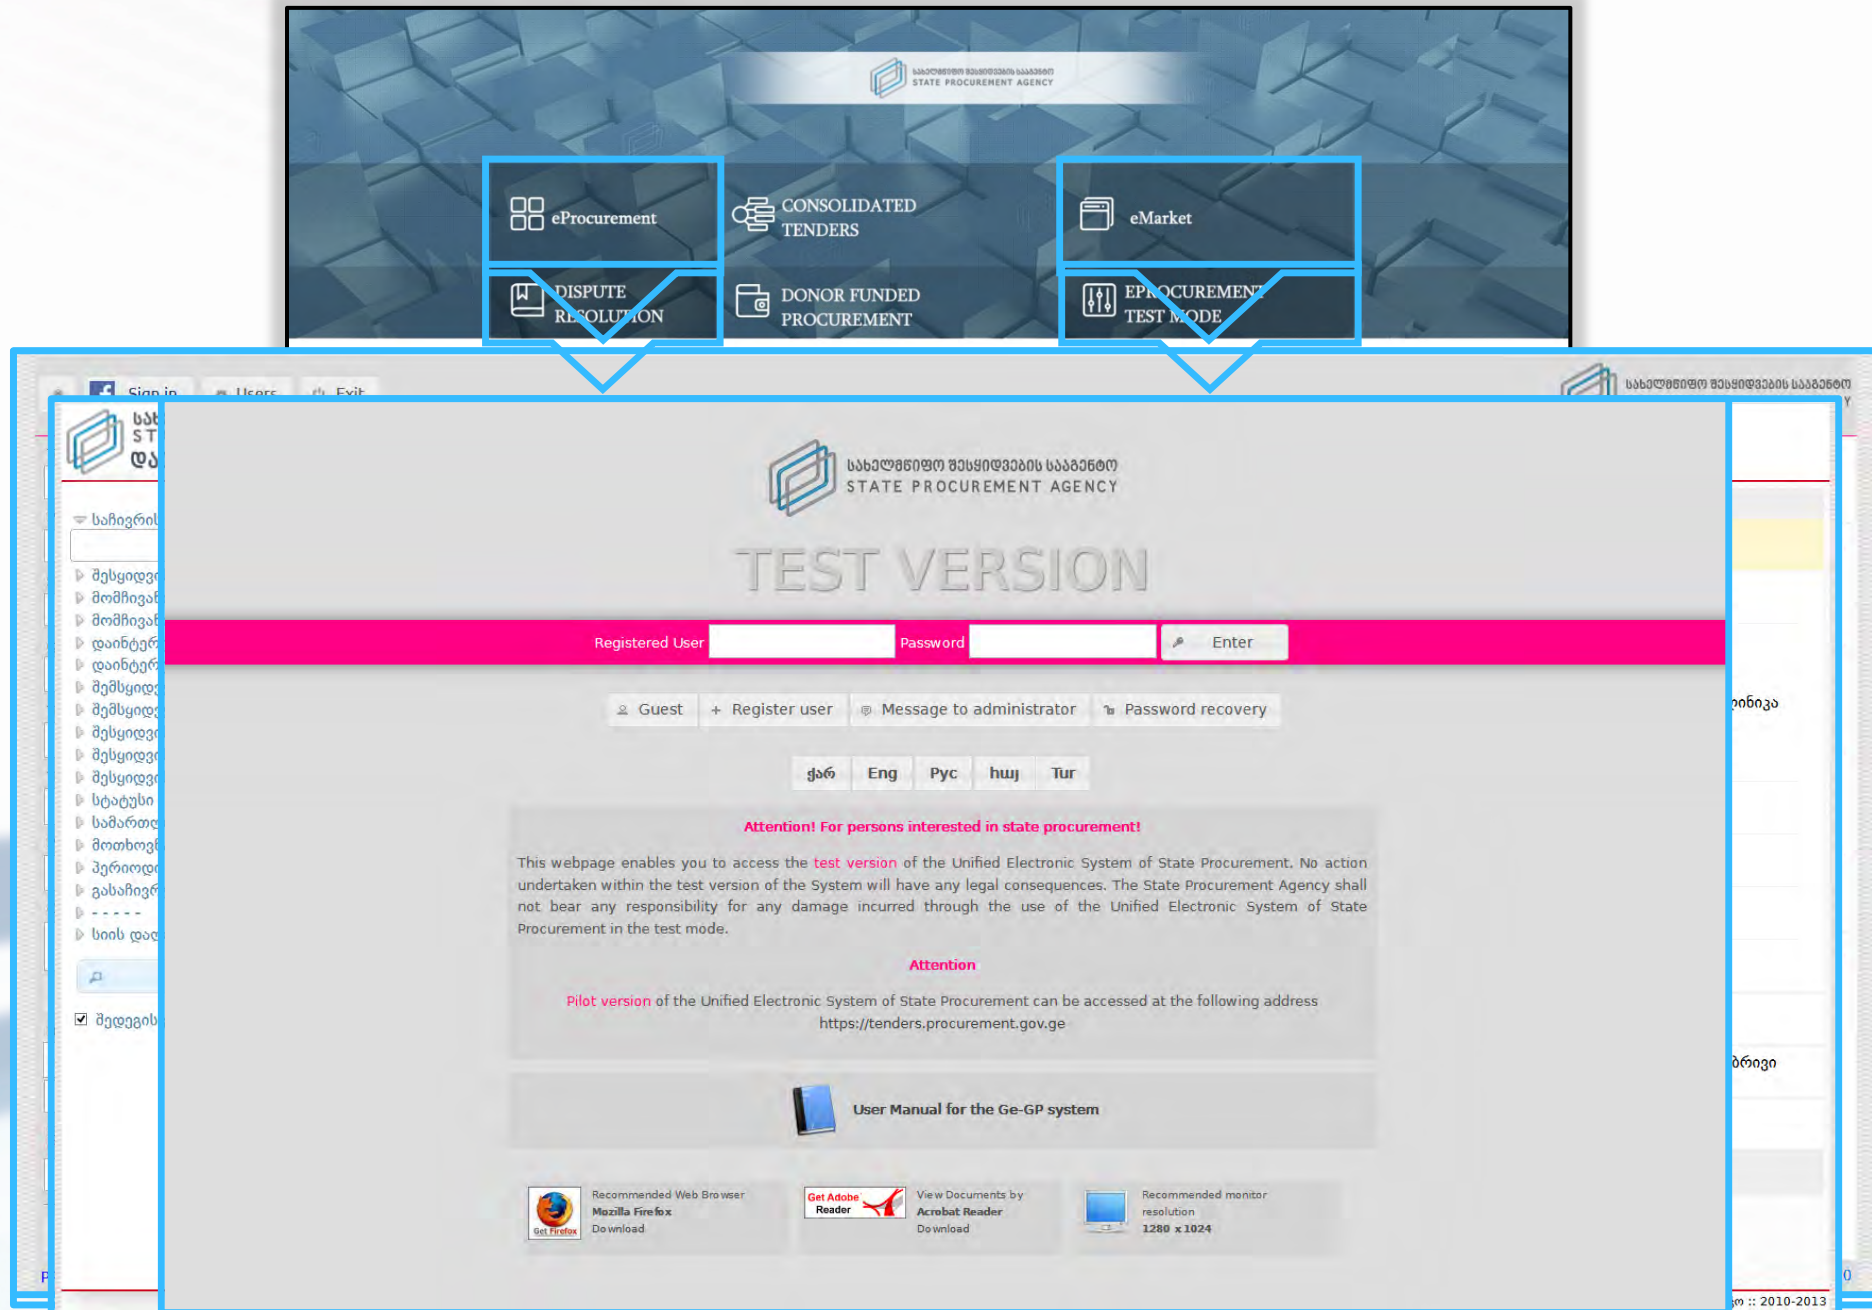 სახელმწიფო შესყიდვების სააგენტო
STATE PROCUREMENT AGENCY
eProcurement
CONSOLIDATED
TENDERS
eMarket
DISPUTE
RESOLUTION
DONOR FUNDED
PROCUREMENT
EPROCUREMENT
TEST MODE
Sign in
Users
Exit
სახელმწიფო შესყიდვების სააგენტო
სახელმწიფო შესყიდვების სააგენტო
STATE PROCUREMENT AGENCY
TEST VERSION
Registered User
Password
Enter
Guest
+ Register user
Message to administrator
Password recovery
ქარ Eng Рус հայ Tur
Attention! For persons interested in state procurement!
This webpage enables you to access the test version of the Unified Electronic System of State Procurement. No action
undertaken within the test version of the System will have any legal consequences. The State Procurement Agency shall
not bear any responsibility for any damage incurred through the use of the Unified Electronic System of State
Procurement in the test mode.
Attention
Pilot version of the Unified Electronic System of State Procurement can be accessed at the following address
https://tenders.procurement.gov.ge
User Manual for the Ge-GP system
Get Firefox
Recommended Web Browser
Mozilla Firefox
Download
Get Adobe
Reader
View Documents by
Acrobat Reader
Download
Recommended monitor
resolution
1280 x 1024
სტატუსი
- - - - -
სიის
:: 2010-2013